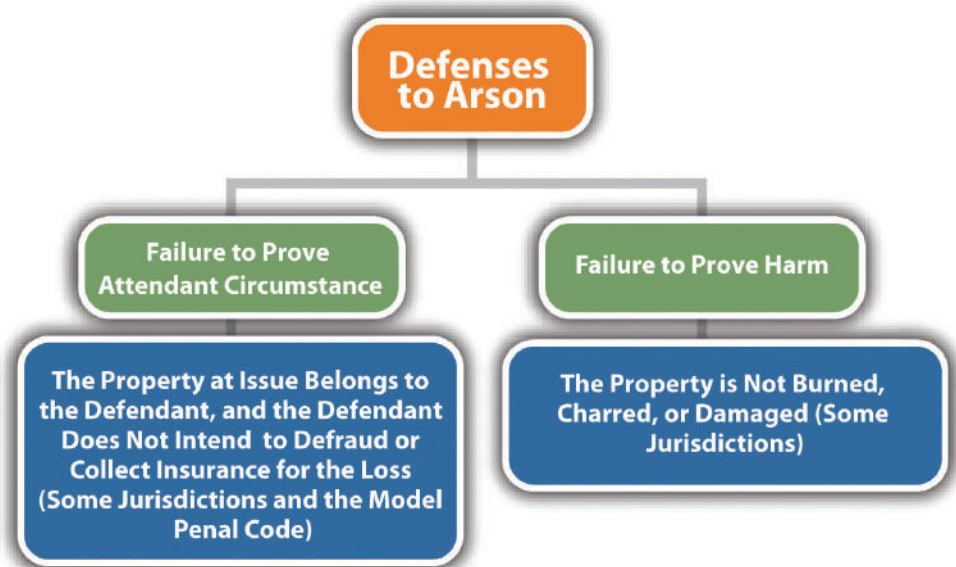 Defenses
to Arson
Failure to Prove
Attendant Circumstance
Failure to Prove Harm
The Property at Issue Belongs to
the Defendant, and the Defendant
Does Not Intend to Defraud or
Collect Insurance for the Loss
(Some Jurisdictions and the Model
Penal Code)
The Property is Not Burned,
Charred, or Damaged (Some
Jurisdictions)